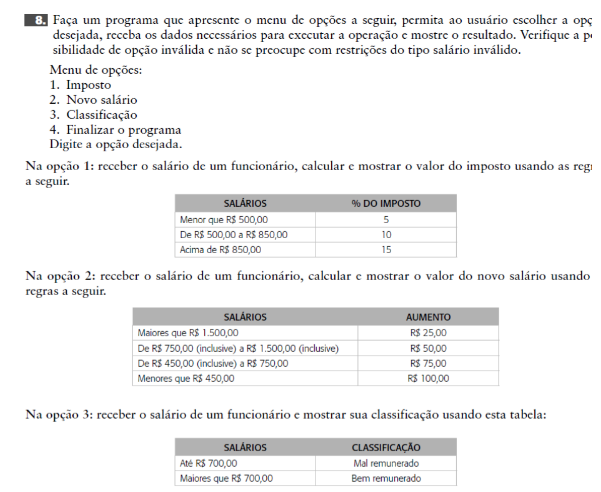 8. Faça um programa que apresente o menu de opções a seguir, permita ao usuário escolher a opç
desejada, receba os dados necessários para executar a operação e mostre o resultado. Verifique a p
sibilidade de opção inválida e não se preocupe com restrições do tipo salário inválido.
Menu de opções:
1. Imposto
2. Novo salário
3. Classificação
4. Finalizar o programa
Digite a opção desejada.
Na opção 1: receber o salário de um funcionário, calcular e mostrar o valor do imposto usando as reg
a seguir.
SALÁRIOS % DO IMPOSTO
Menor que R$ 500,00 5
De R$ 500,00 a R$ 850,00 10
Acima de R$ 850,00 15
Na opção 2: receber o salário de um funcionário, calcular e mostrar o valor do novo salário usando
regras a seguir.
SALÁRIOS AUMENTO
Maiores que R$ 1.500,00 R$ 25,00
De R$ 750,00 (inclusive) a R$ 1.500,00 (inclusive) R$ 50,00
De R$ 450,00 (inclusive) a R$ 750,00 R$ 75,00
Menores que R$ 450,00 R$ 100,00
Na opção 3: receber o salário de um funcionário e mostrar sua classificação usando esta tabela:
SALÁRIOS CLASSIFICAÇÃO
Até R$ 700,00 Mal remunerado
Maiores que R$ 700,00 Bem remunerado